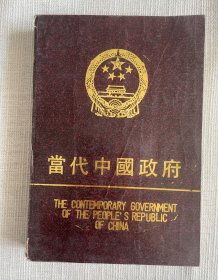 當代中國政府
THE CONTEMPORARY GOVERNMENT
OF THE PEOPLE'S REPUBLIC
OF CHINA